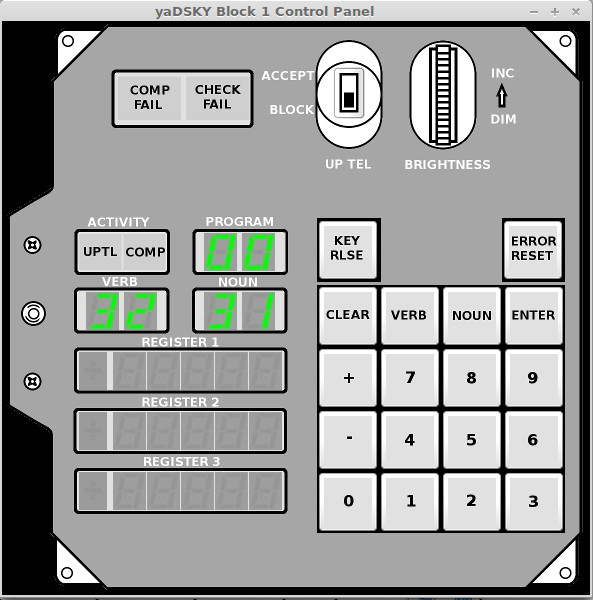 yaDSKY Block 1 Control Panel
COMP FAIL
CHECK FAIL
ACCEPT
BLOCK
UP TEL
INC
DIM
BRIGHTNESS
ACTIVITY
UPTL COMP
PROGRAM
00
VERB
32
NOUN
31
REGISTER 1
REGISTER 2
REGISTER 3
KEY RLSE
ERROR RESET
CLEAR VERB NOUN ENTER
+ 7 8 9
- 4 5 6
0 1 2 3